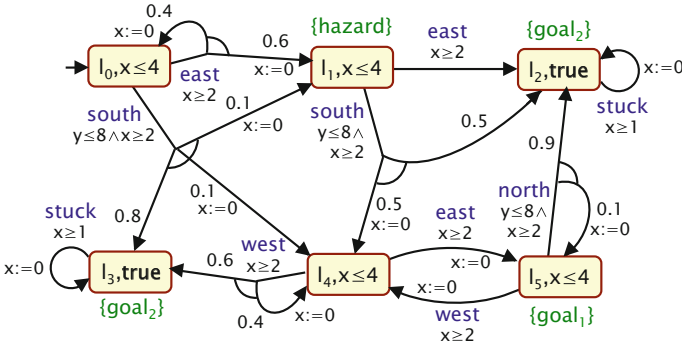 0.4
x:=0
l0,x≤4
0.6
x:=0
east
x≥2
{hazard}
l1,x≤4
east
x≥2
{goal2}
l2,true
x:=0
stuck
x≥1
south
y≤8∧x≥2
0.1
x:=0
south
y≤8∧
x≥2
0.5
0.9
0.8
0.1
x:=0
0.5
x:=0
north
y≤8∧
x≥2
0.1
x:=0
stuck
x≥1
x:=0
l3,true
{goal2}
0.6
west
x≥2
0.4
x:=0
l4,x≤4
east
x≥2
x:=0
x:=0
west
x≥2
l5,x≤4
{goal1}